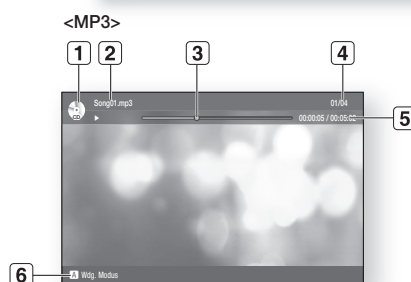 <MP3>
1 2 3 4
Song01.mp3 01/04
CD
00:00:05 / 00:05:02 5
6 A Wdg. Modus